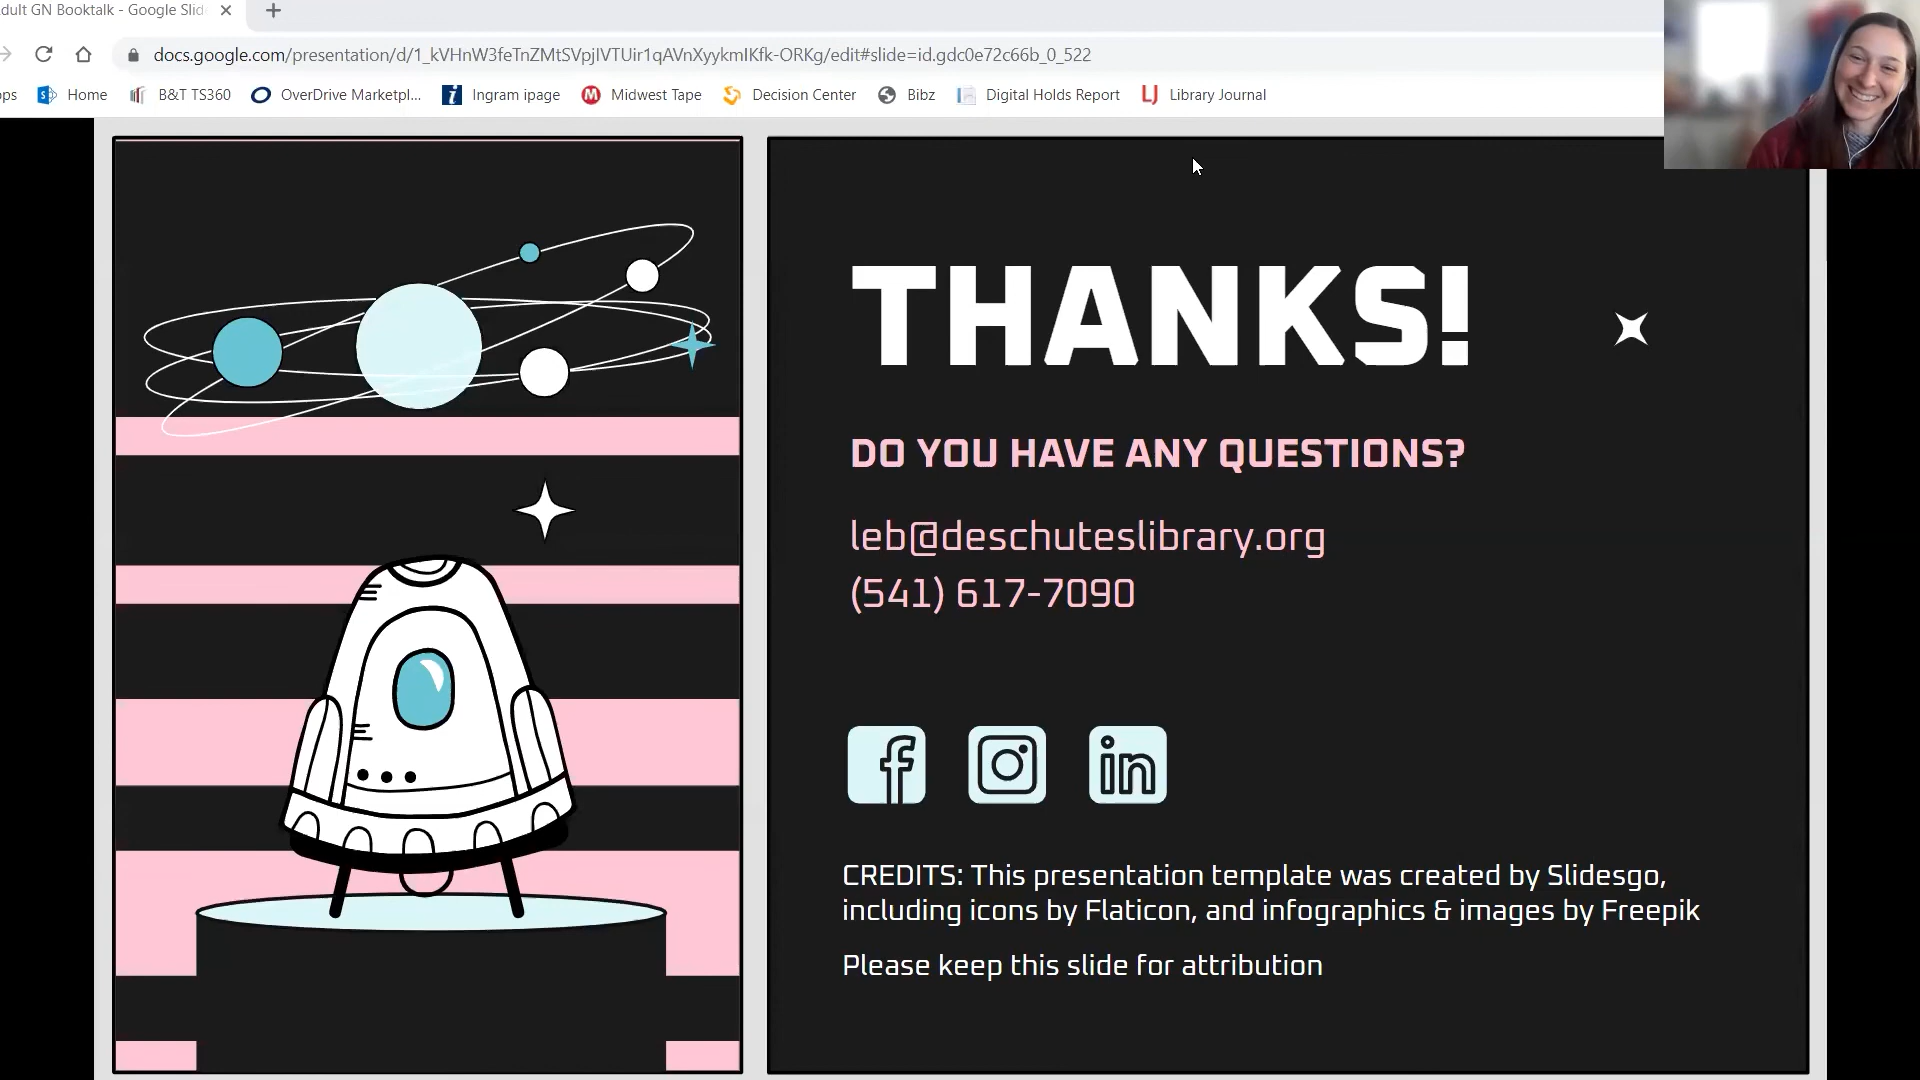 dult GN Booktalk - Google Slid
docs.google.com/presentation/d/1_kVHnW3feTnZMtSVpjIVTUir1qAVnXyykmIKfk-ORKg/edit#slide=id.gdc0e72c66b_0_522
ps Home B&T TS360 OverDrive Marketpl... Ingram ipage Midwest Tape Decision Center Bibz Digital Holds Report LJ Library Journal
THANKS!
DO YOU HAVE ANY QUESTIONS?
leb@deschuteslibrary.org
(541) 617-7090
CREDITS: This presentation template was created by Slidesgo,
including icons by Flaticon, and infographics & images by Freepik
Please keep this slide for attribution